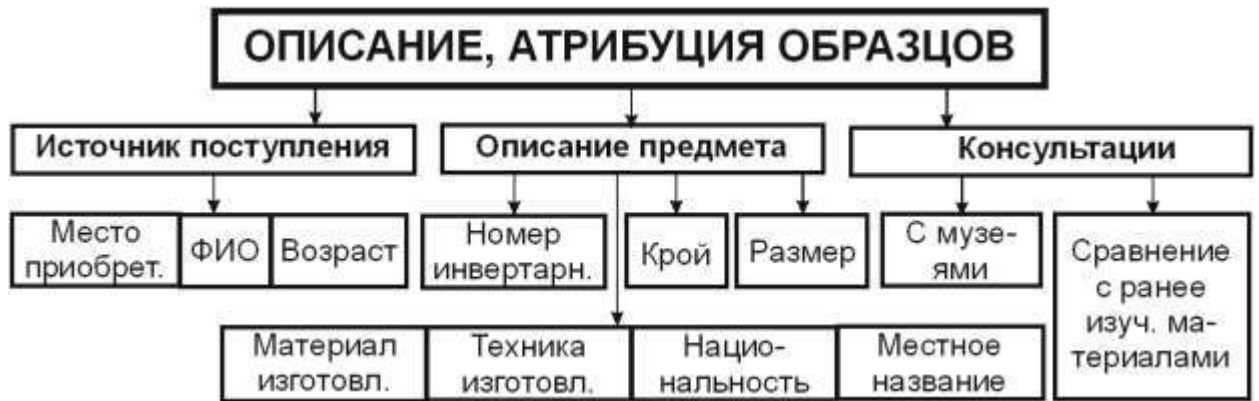 ОПИСАНИЕ, АТРИБУЦИЯ ОБРАЗЦОВ
Источник поступления
Описание предмета
Консультации
Место
приобрет.
ФИО
Возраст
Номер
инвертарн.
Крой
Размер
С музе-
ями
Сравнение
с ранее
изуч. ма-
териалами
Материал
изготовл.
Техника
изготовл.
Нацио-
нальность
Местное
название